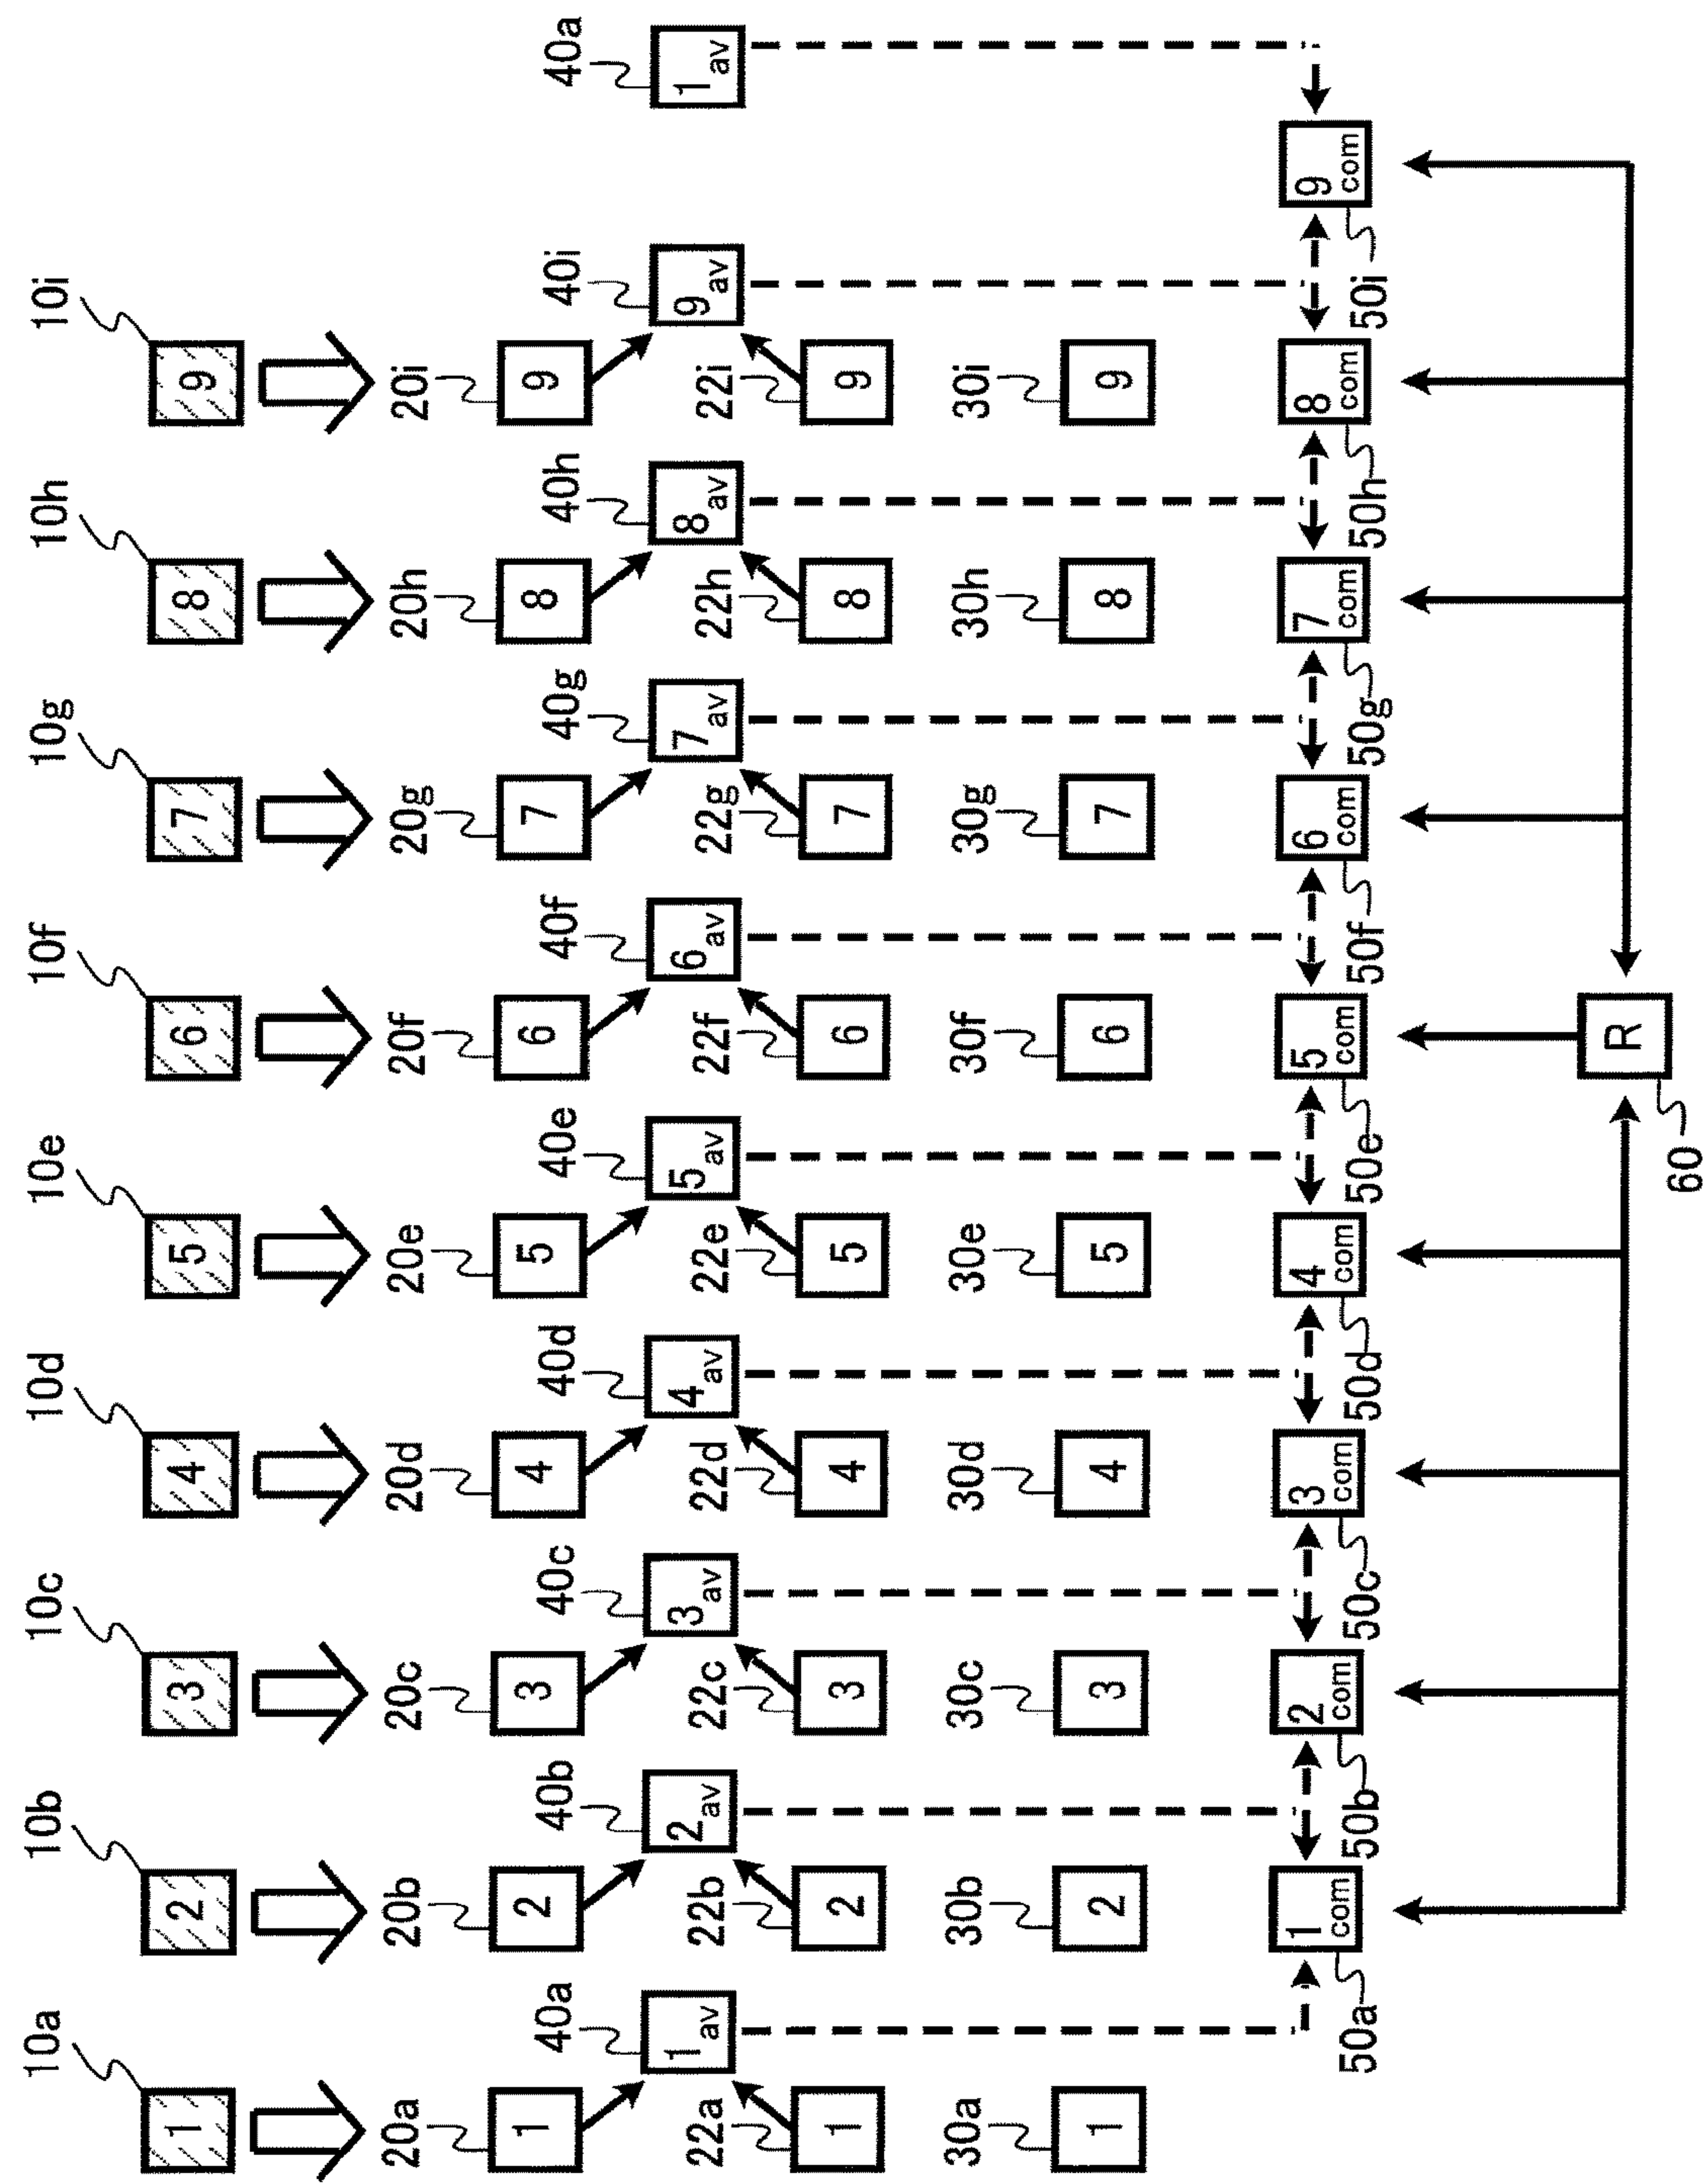 10a 10b 10c 10d 10e 10f 10g 10h 10i
1 2 3 4 5 6 7 8 9
20a 20b 20c 20d 20e 20f 20g 20h 20i
1 2 3 4 5 6 7 8 9
40a 40b 40c 40d 40e 40f 40g 40h 40i 40a
1av 2av 3av 4av 5av 6av 7av 8av 9av 1av
22a 22b 22c 22d 22e 22f 22g 22h 22i
1 2 3 4 5 6 7 8 9
30a 30b 30c 30d 30e 30f 30g 30h 30i
1 2 3 4 5 6 7 8 9
1com 2com 3com 4com 5com 6com 7com 8com 9com
50a 50b 50c 50d 50e 50f 50g 50h 50i
R
60